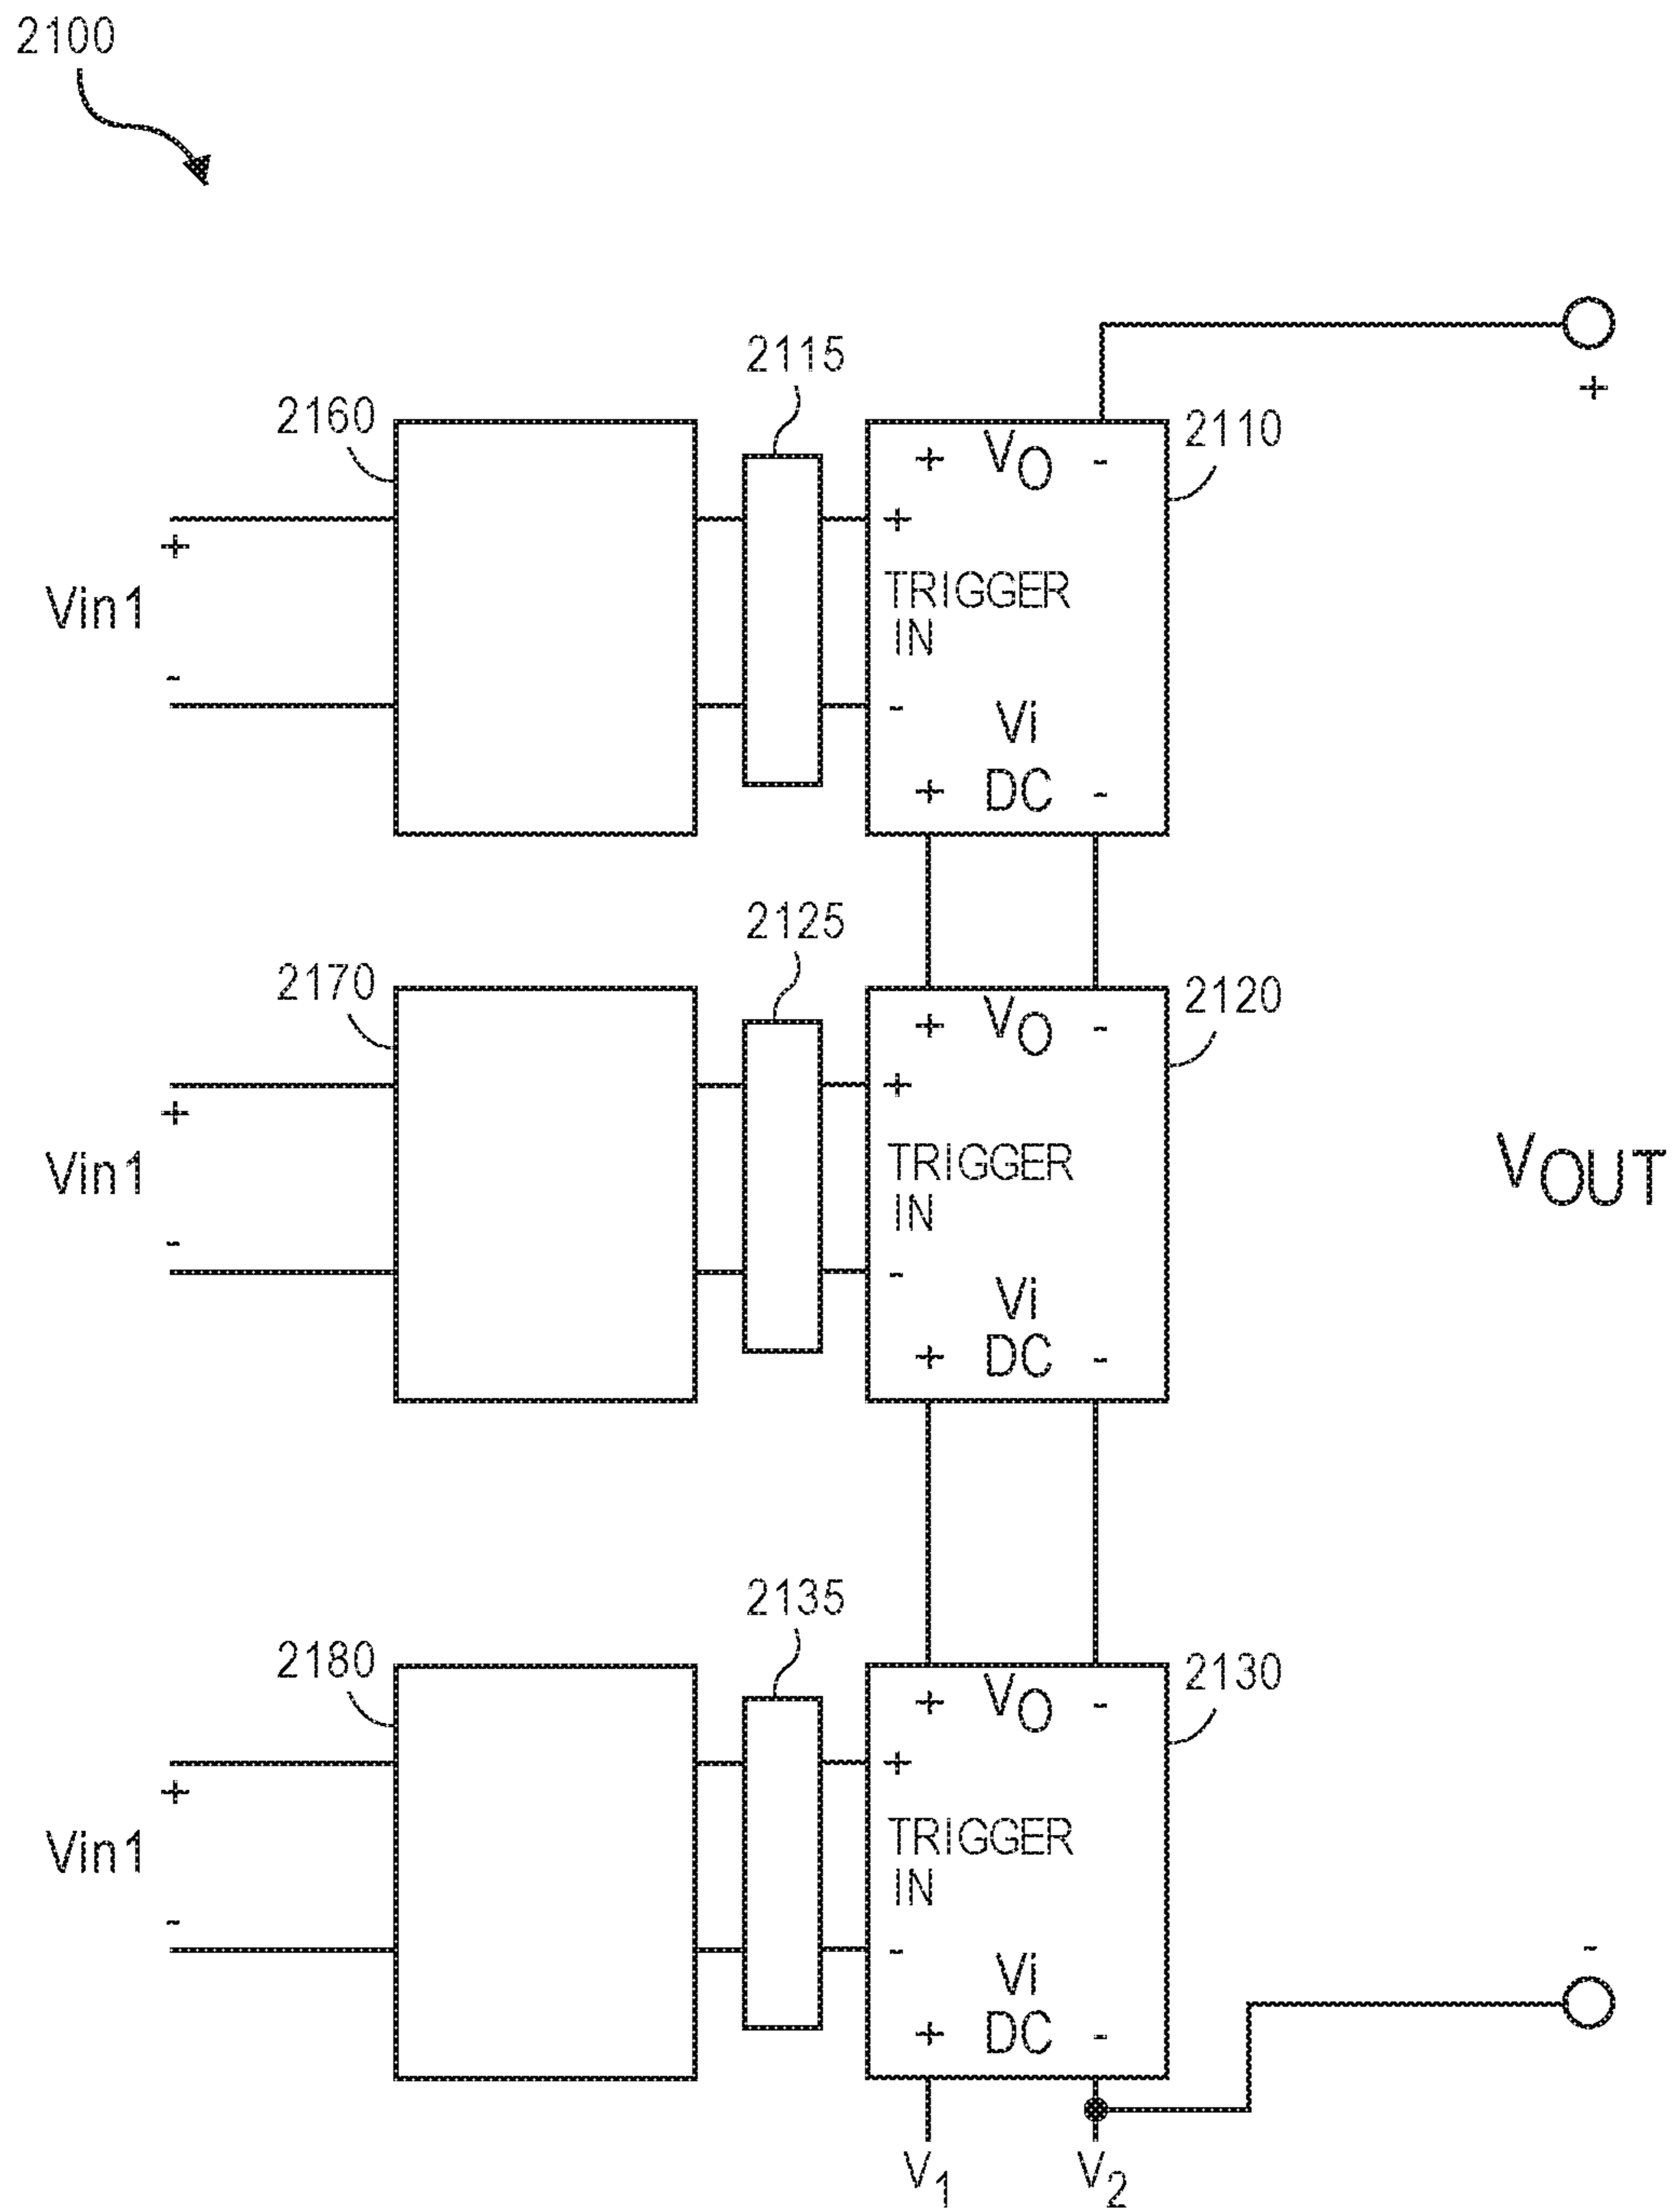 2100
2115
2160
2110
+ VO -
+
+
+
Vin1
TRIGGER
IN
-
-
Vi
+ DC -
2125
2170
2120
+ VO -
+
+
Vin1
TRIGGER
IN
VOUT
-
-
Vi
+ DC -
2135
2180
2130
+ VO -
+
+
Vin1
TRIGGER
IN
-
-
-
Vi
+ DC -
V1
V2